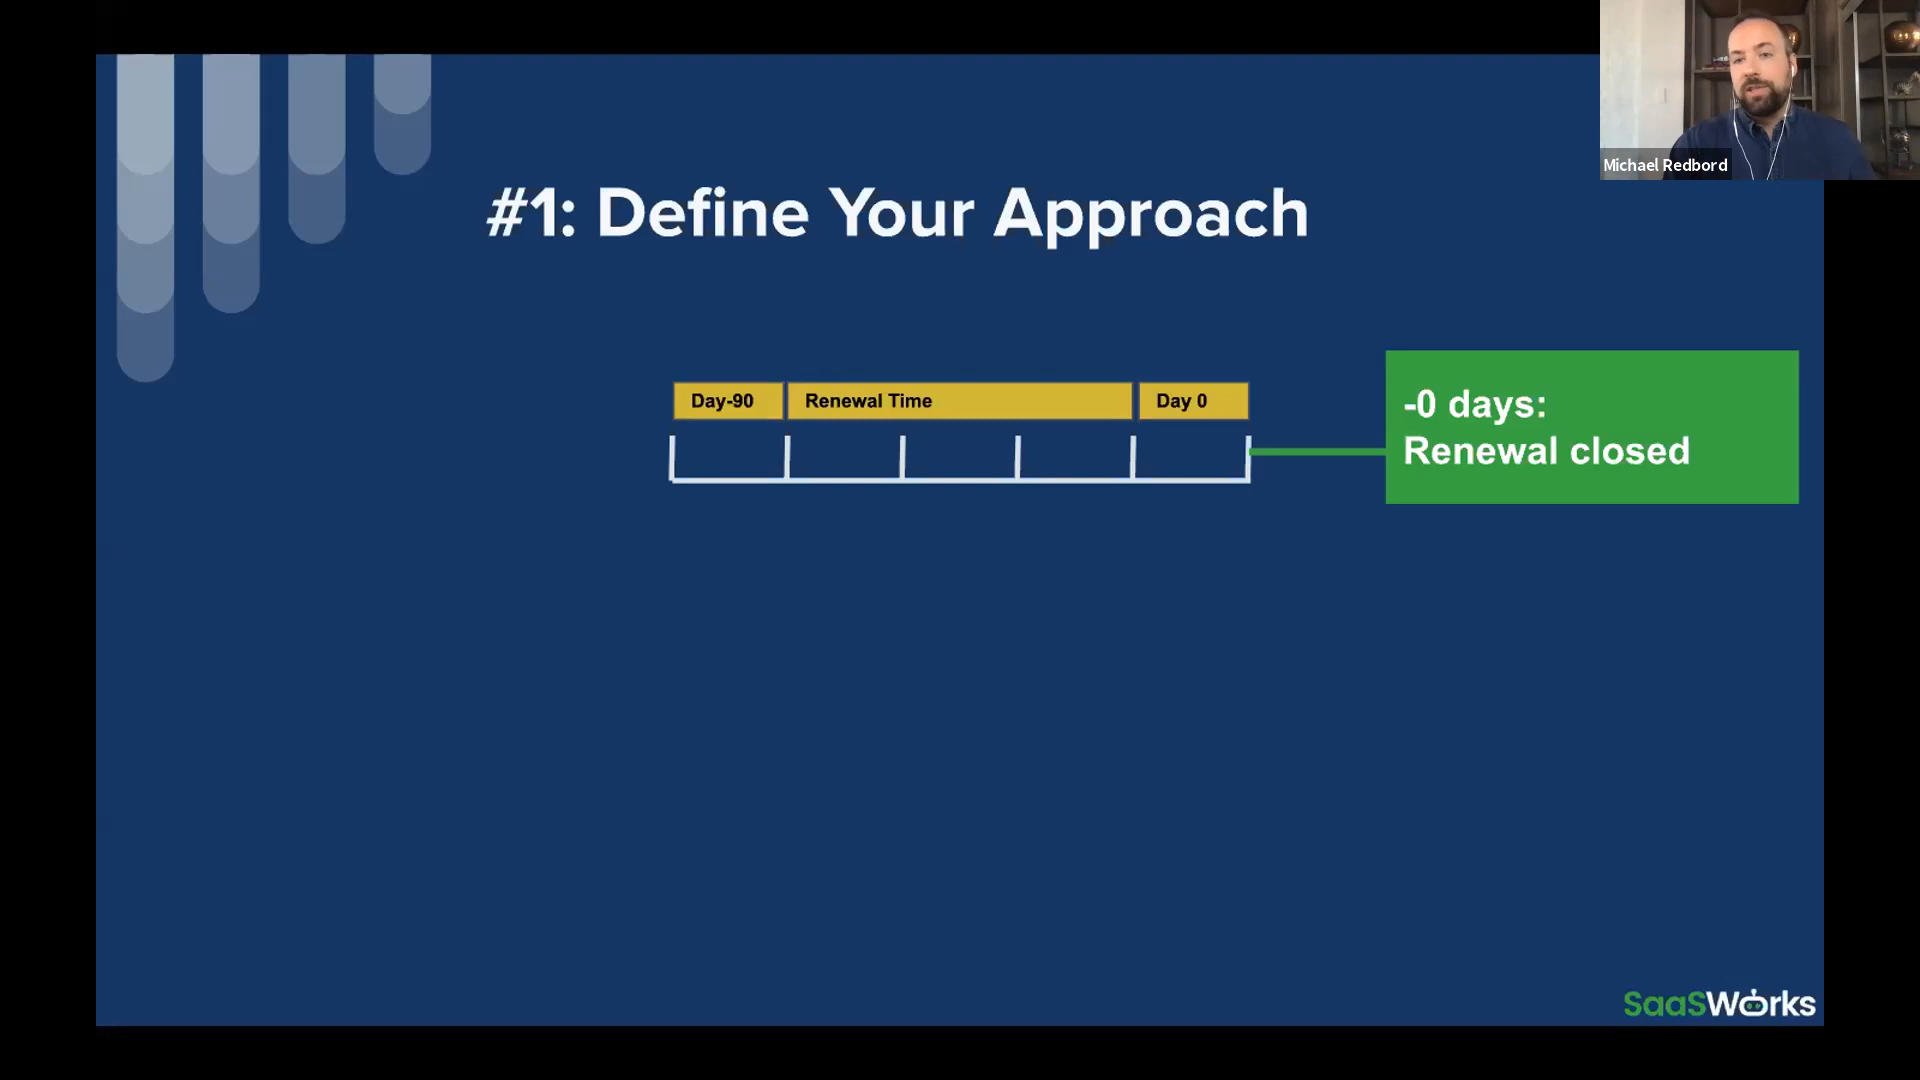 Michael Redbord
#1: Define Your Approach
Day-90
Renewal Time
Day 0
-0 days:
Renewal closed
SaaSWorks